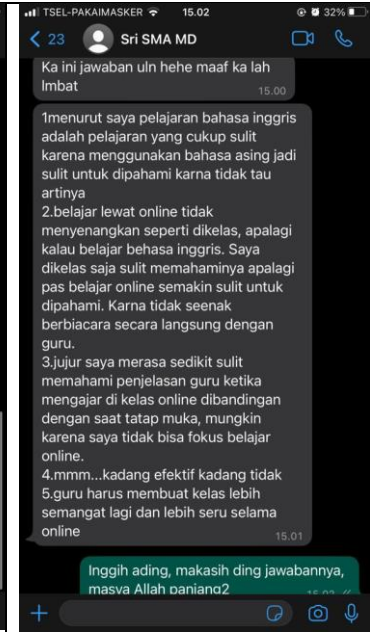 TSEL-PAKAIMASKER 15.02 32%
23 Sri SMA MD
Ka ini jawaban uln hehe maaf ka lah
lmbat
15.00
1menurut saya pelajaran bahasa inggris
adalah pelajaran yang cukup sulit
karena menggunakan bahasa asing jadi
sulit untuk dipahami karna tidak tau
artinya
2.belajar lewat online tidak
menyenangkan seperti dikelas, apalagi
kalau belajar behasa inggris. Saya
dikelas saja sulit memahaminya apalagi
pas belajar online semakin sulit untuk
dipahami. Karna tidak seenak
berbiacara secara langsung dengan
guru.
3.jujur saya merasa sedikit sulit
memahami penjelasan guru ketika
mengajar di kelas online dibandingan
dengan saat tatap muka, mungkin
karena saya tidak bisa fokus belajar
online.
4.mmm...kadang efektif kadang tidak
5.guru harus membuat kelas lebih
semangat lagi dan lebih seru selama
online
15.01
Inggih ading, makasih ding jawabannya,
masya Allah panjang2
15.02